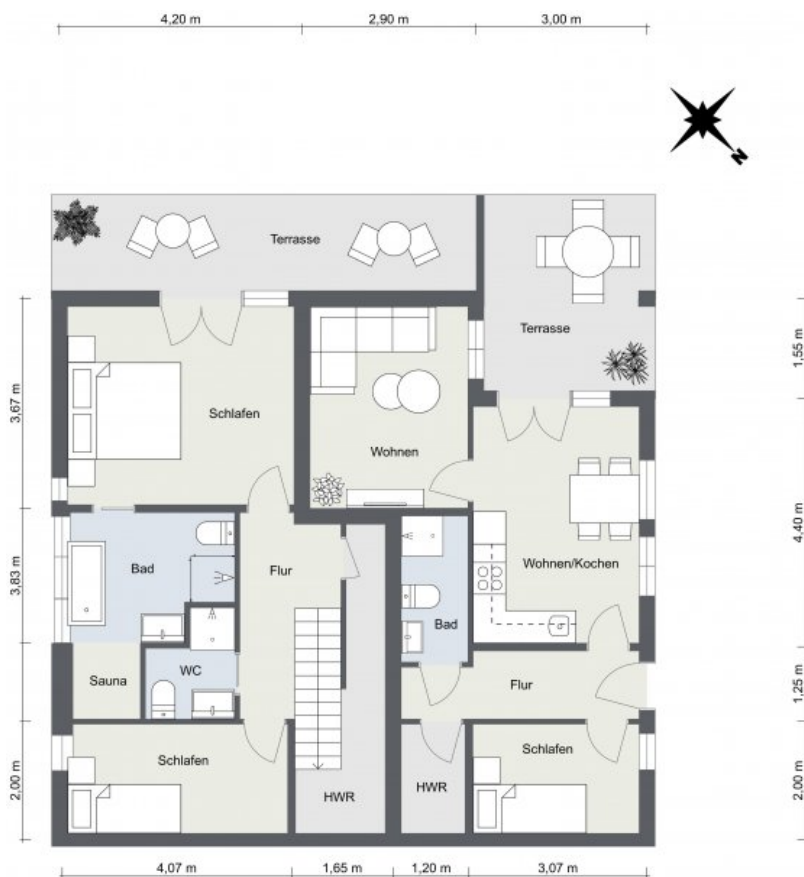 4,20 m 2,90 m 3,00 m
N
Terrasse
Terrasse
1,55 m
3,67 m
Schlafen
Wohnen
4,40 m
Wohnen/Kochen
3,83 m
Bad
Flur
Bad
WC
Sauna
Flur
1,25 m
Schlafen
Schlafen
2,00 m
HWR
HWR
2,00 m
4,07 m 1,65 m 1,20 m 3,07 m